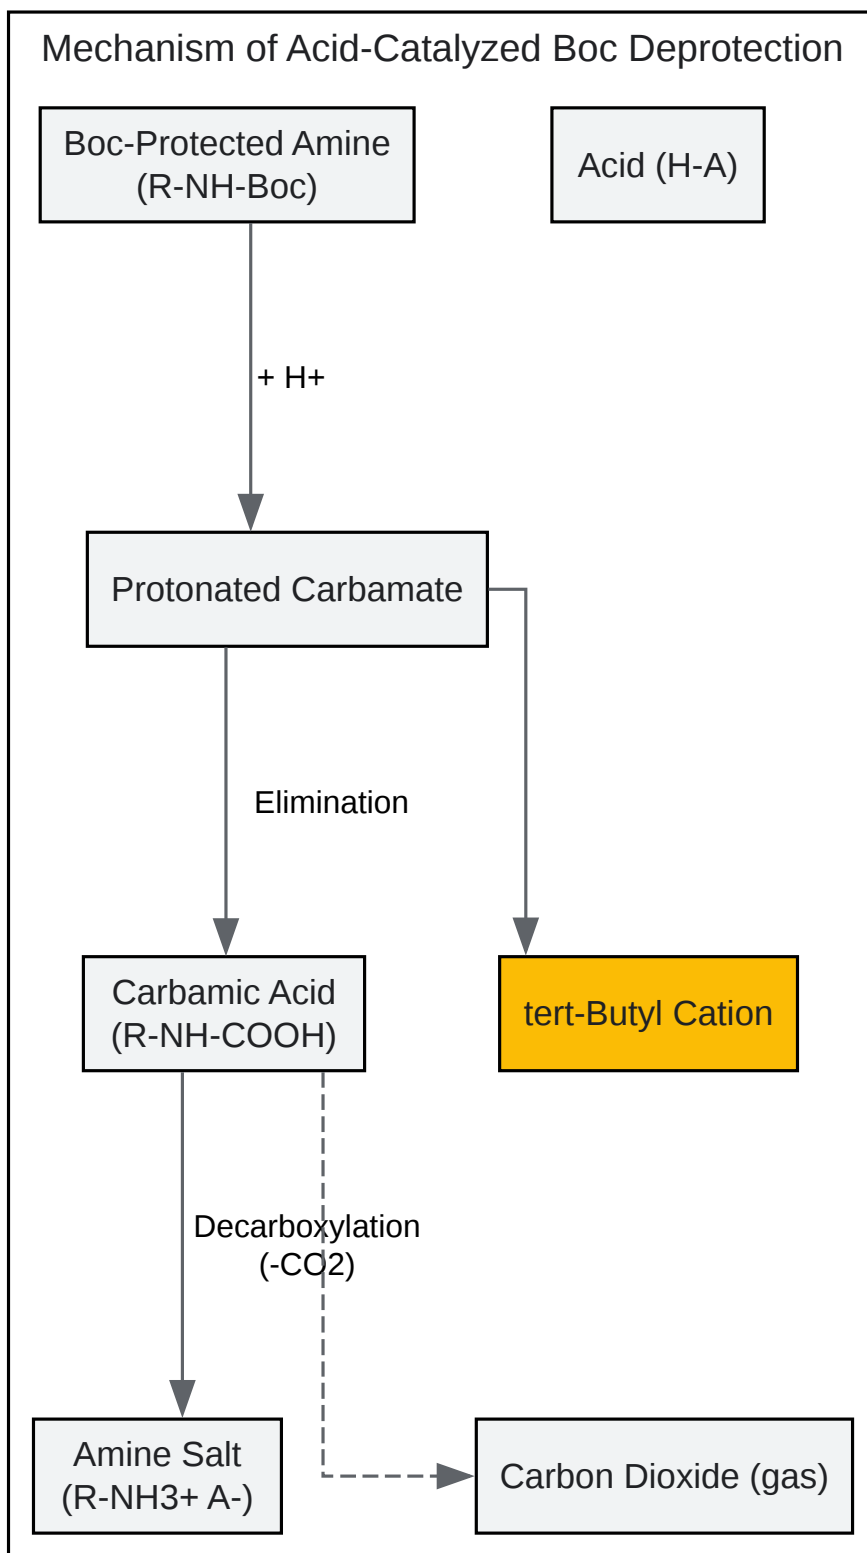 Mechanism of Acid-Catalyzed Boc Deprotection
Boc-Protected Amine
(R-NH-Boc)
Acid (H-A)
+ H+
Protonated Carbamate
Elimination
Carbamic Acid
(R-NH-COOH)
tert-Butyl Cation
Decarboxylation
(-CO2)
Amine Salt
(R-NH3+ A-)
Carbon Dioxide (gas)